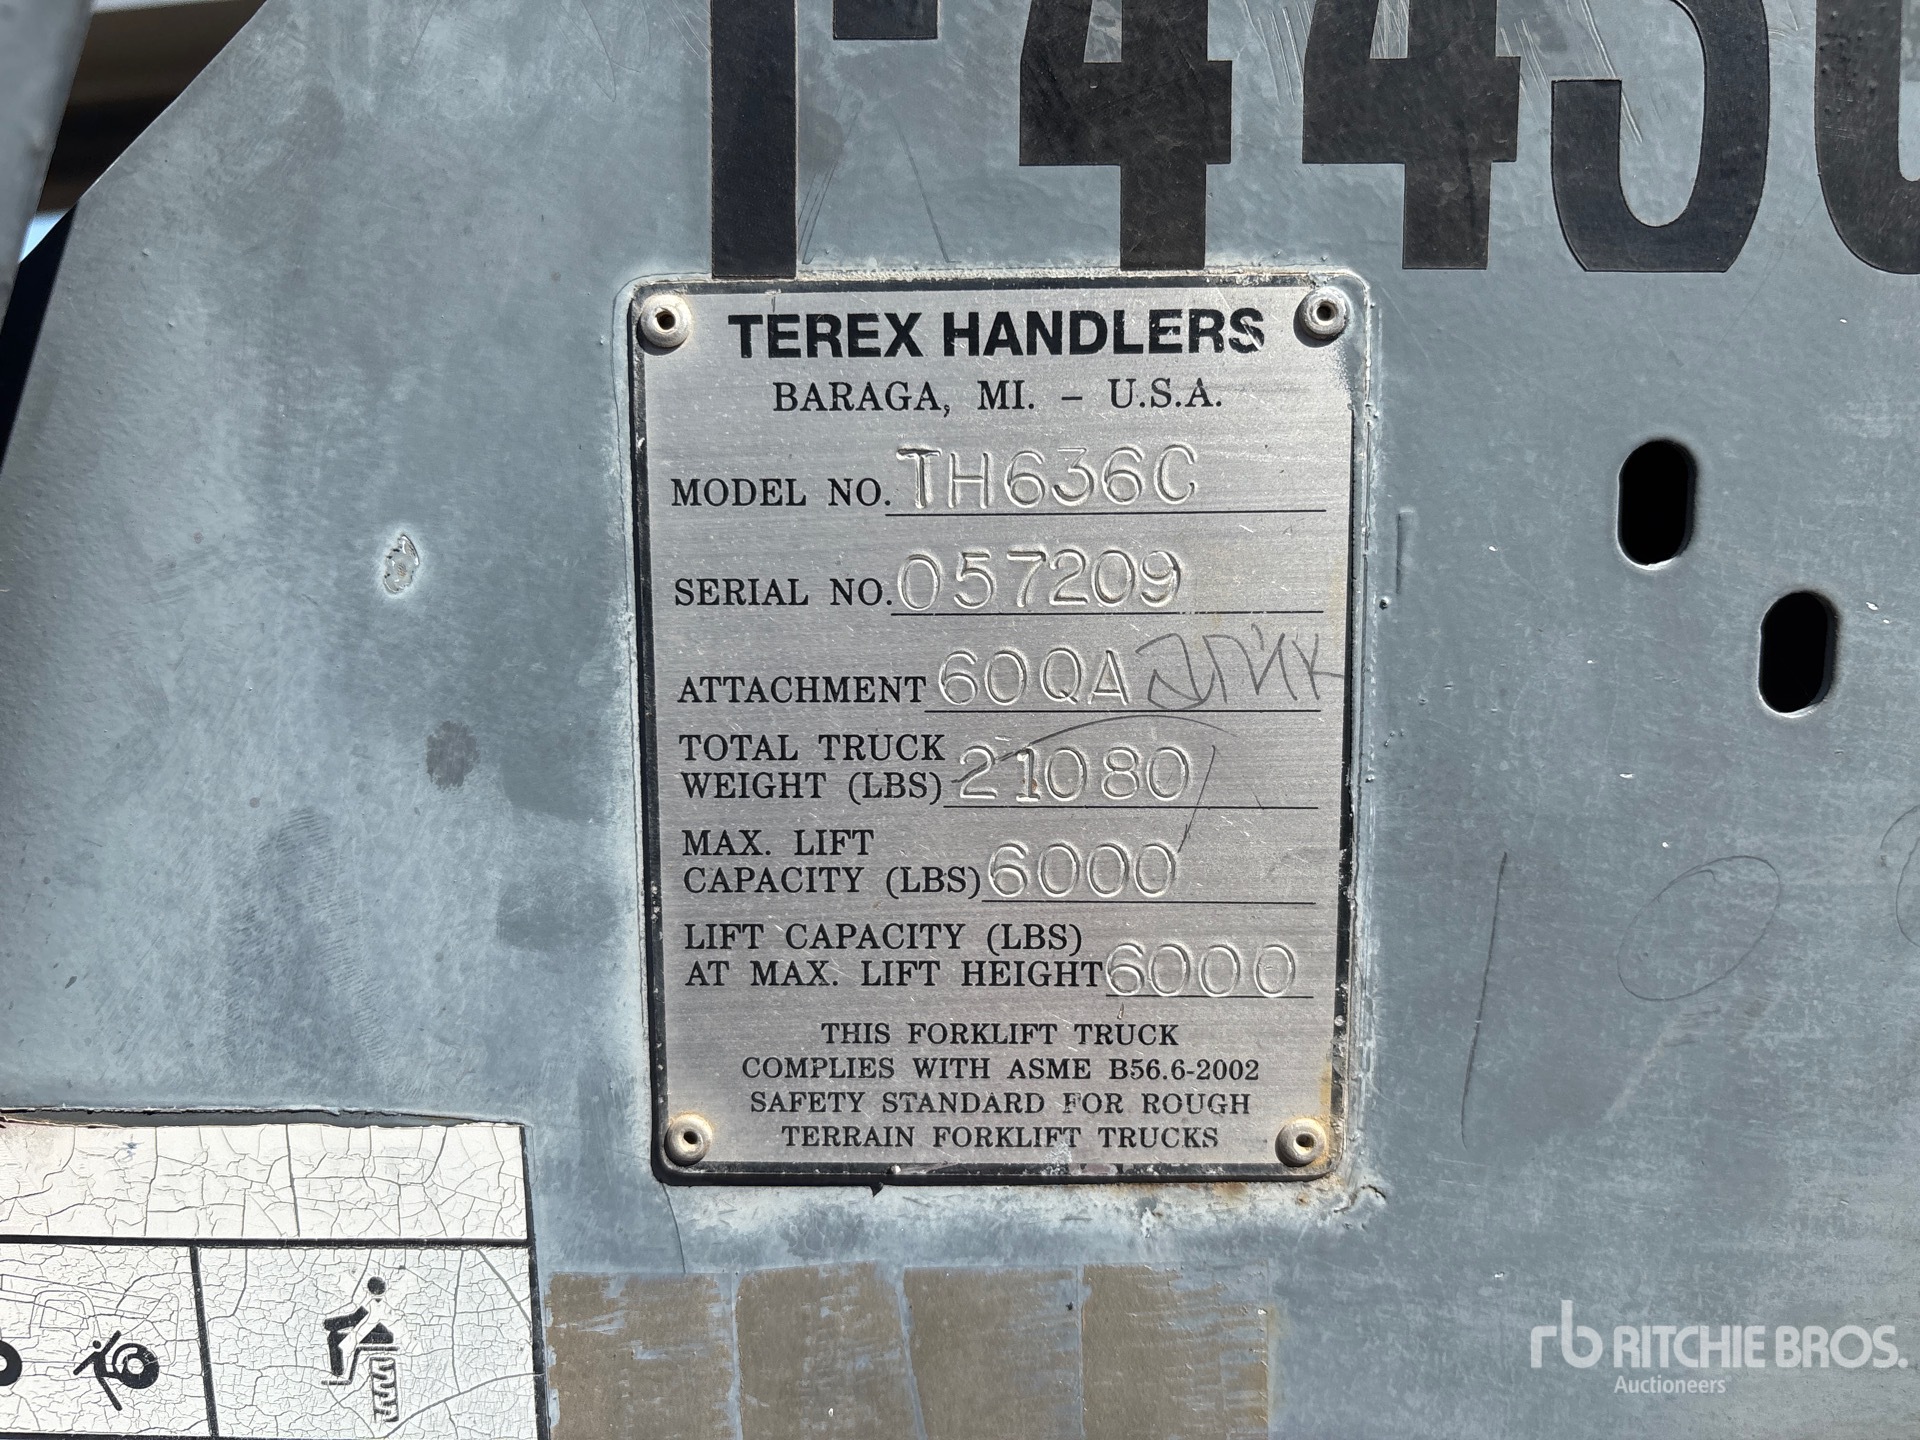 445
TEREX HANDLERS
BARAGA, MI. – U.S.A.
MODEL NO. TH636C
SERIAL NO. 057209
ATTACHMENT 60QA
TOTAL TRUCK
WEIGHT (LBS) 21080
MAX. LIFT
CAPACITY (LBS) 6000
LIFT CAPACITY (LBS)
AT MAX. LIFT HEIGHT 6000
THIS FORKLIFT TRUCK
COMPLIES WITH ASME B56.6-2002
SAFETY STANDARD FOR ROUGH
TERRAIN FORKLIFT TRUCKS
rb RITCHIE BROS.
Auctioneers